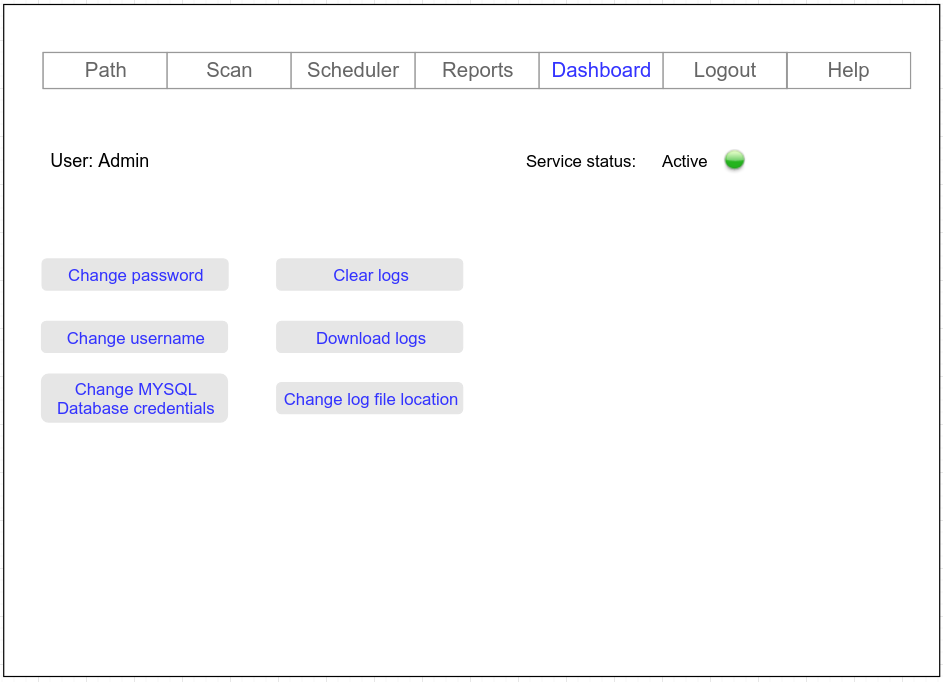 Path Scan Scheduler Reports Dashboard Logout Help
User: Admin Service status: Active
Change password Clear logs
Change username Download logs
Change MYSQL
Database credentials
Change log file location